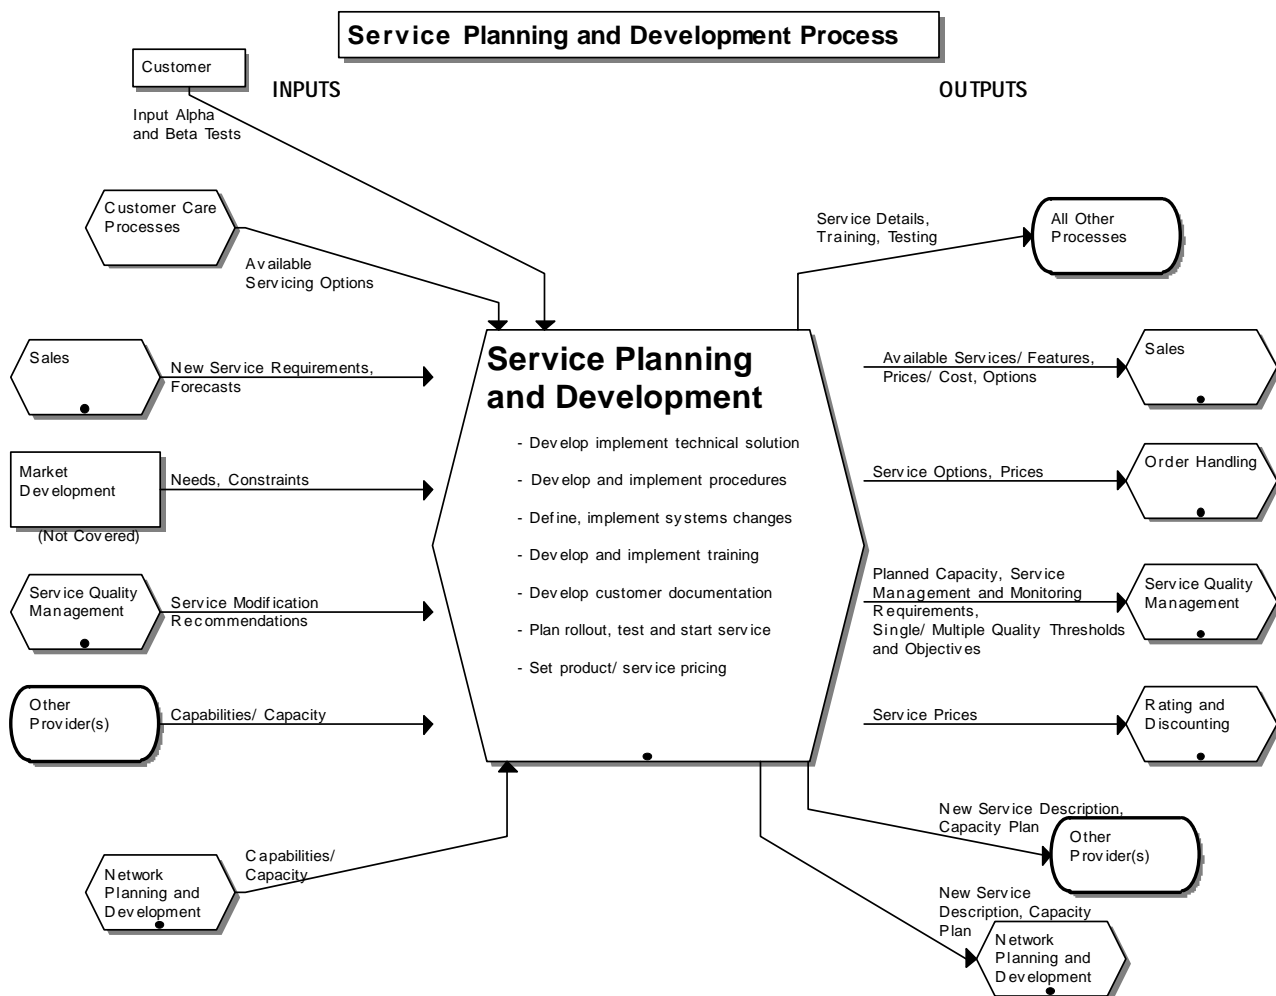 Service Planning and Development Process
Customer
INPUTS
OUTPUTS
Input Alpha
and Beta Tests
Customer Care
Processes
Available
Servicing Options
Service Details,
Training, Testing
All Other
Processes
Sales
New Service Requirements,
Forecasts
Market
Development
(Not Covered)
Needs, Constraints
Service Quality
Management
Service Modification
Recommendations
Other
Provider(s)
Capabilities/ Capacity
Network
Planning and
Development
Capabilities/
Capacity
Service Planning
and Development
- Develop implement technical solution
- Develop and implement procedures
- Define, implement systems changes
- Develop and implement training
- Develop customer documentation
- Plan rollout, test and start service
- Set product/ service pricing
Available Services/ Features,
Prices/ Cost, Options
Sales
Service Options, Prices
Order Handling
Planned Capacity, Service
Management and Monitoring
Requirements,
Single/ Multiple Quality Thresholds
and Objectives
Service Quality
Management
Service Prices
Rating and
Discounting
New Service Description,
Capacity Plan
Other
Provider(s)
New Service
Description, Capacity
Plan
Network
Planning and
Development